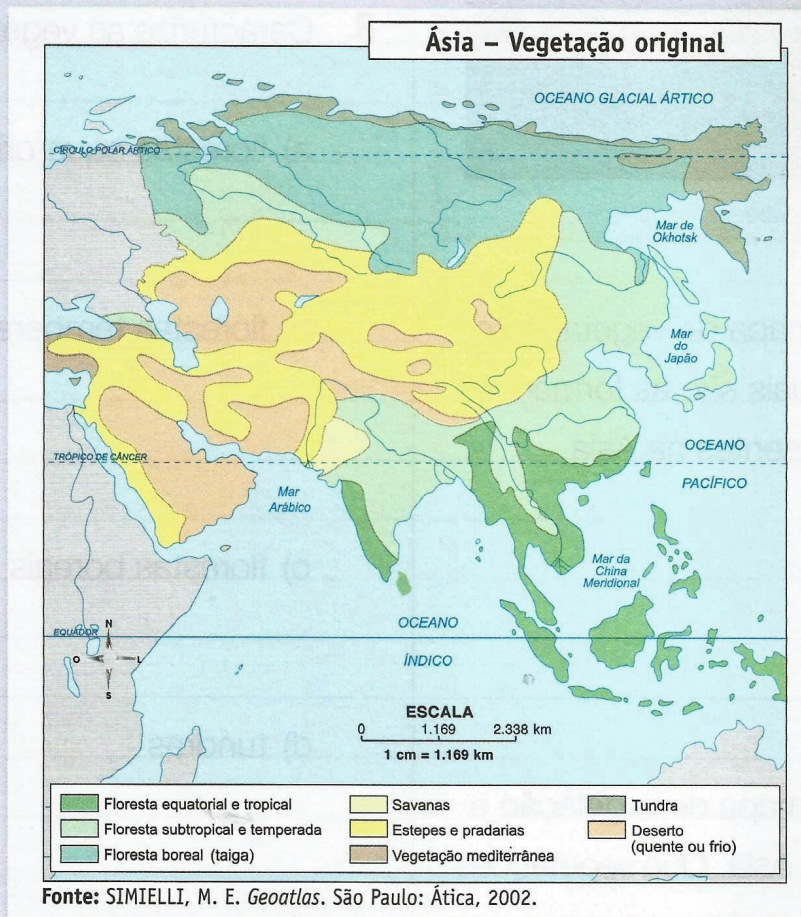 Ásia – Vegetação original
OCEANO GLACIAL ÁRTICO
CÍRCULO POLAR ÁRTICO
Mar de
Okhotsk
Mar
do
Japão
TRÓPICO DE CÂNCER
OCEANO
PACÍFICO
Mar
Arábico
Mar da
China
Meridional
EQUADOR
OCEANO
ÍNDICO
N
O
L
S
ESCALA
0 1.169 2.338 km
1 cm = 1.169 km
Floresta equatorial e tropical
Floresta subtropical e temperada
Floresta boreal (taiga)
Savanas
Estepes e pradarias
Vegetação mediterrânea
Tundra
Deserto
(quente ou frio)
Fonte: SIMIELLI, M. E. Geoatlas. São Paulo: Ática, 2002.